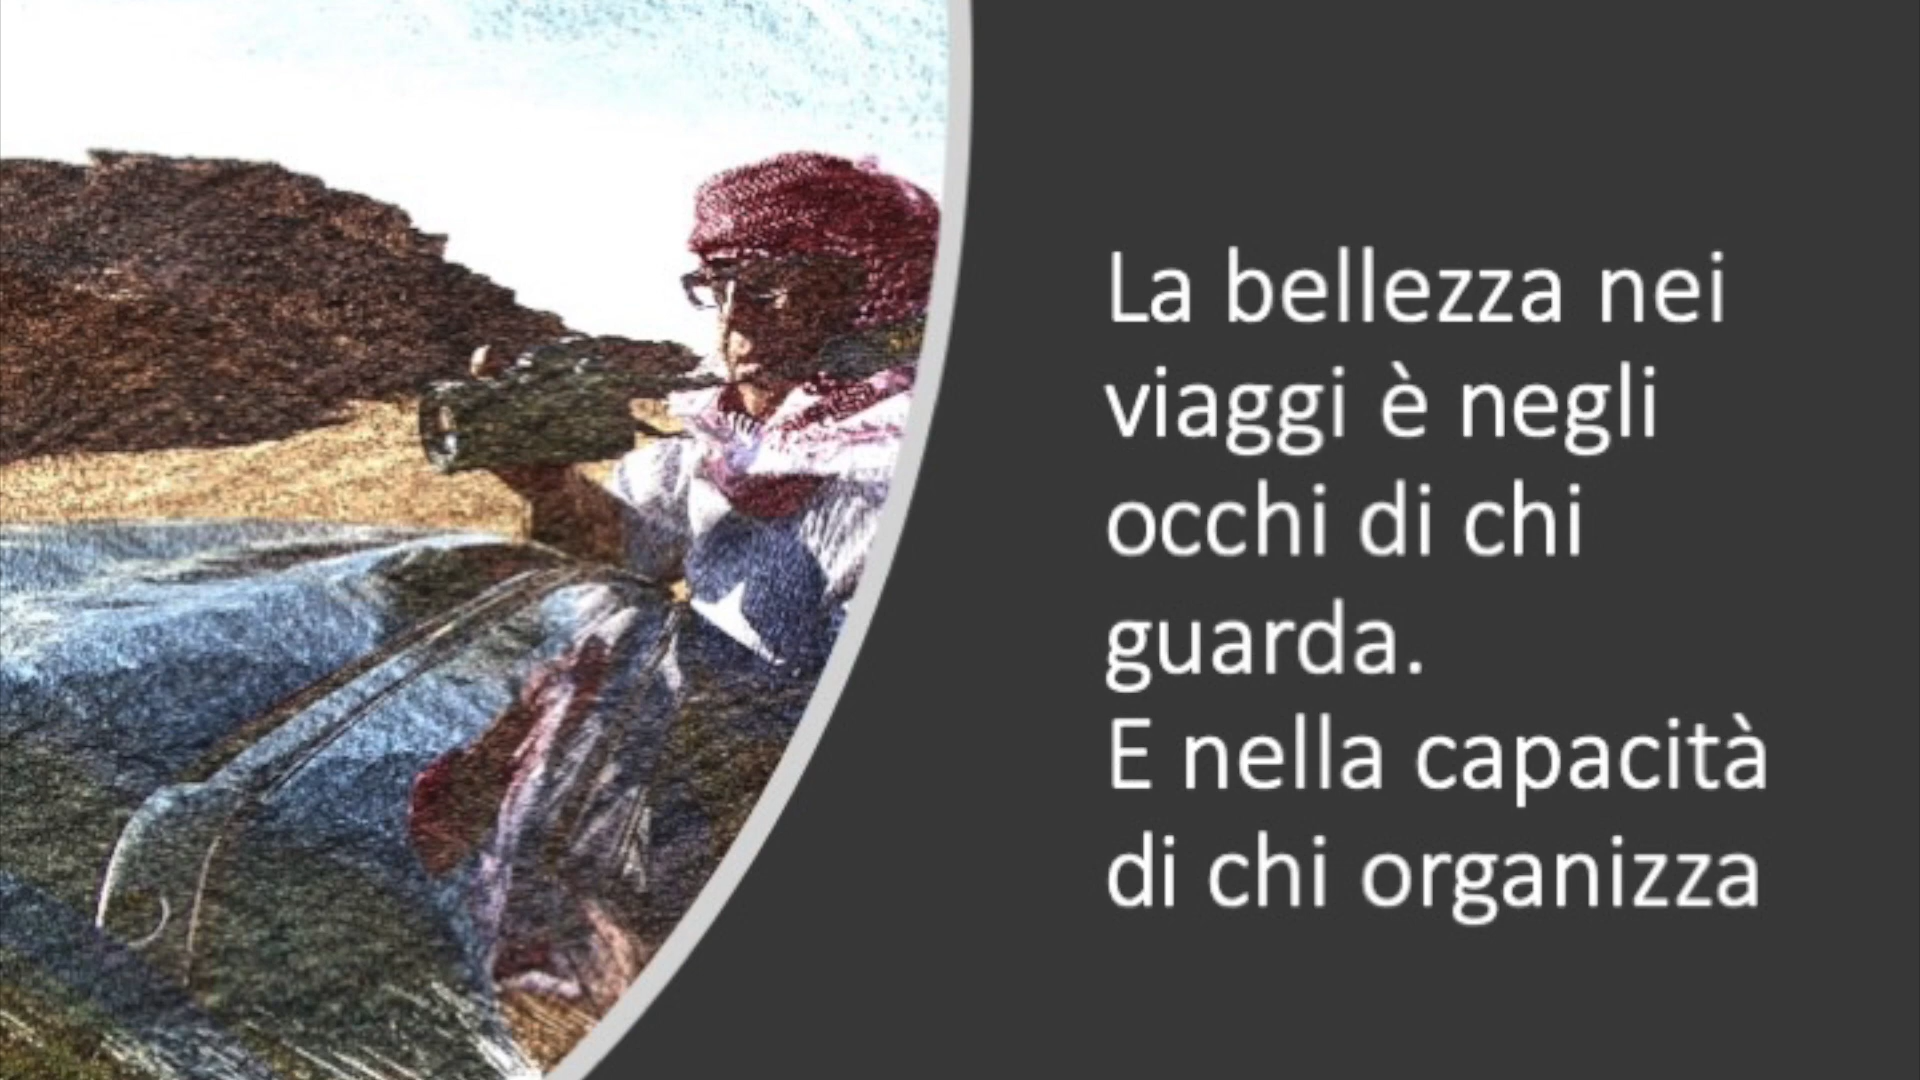 La bellezza nei
viaggi è negli
occhi di chi
guarda.
E nella capacità
di chi organizza